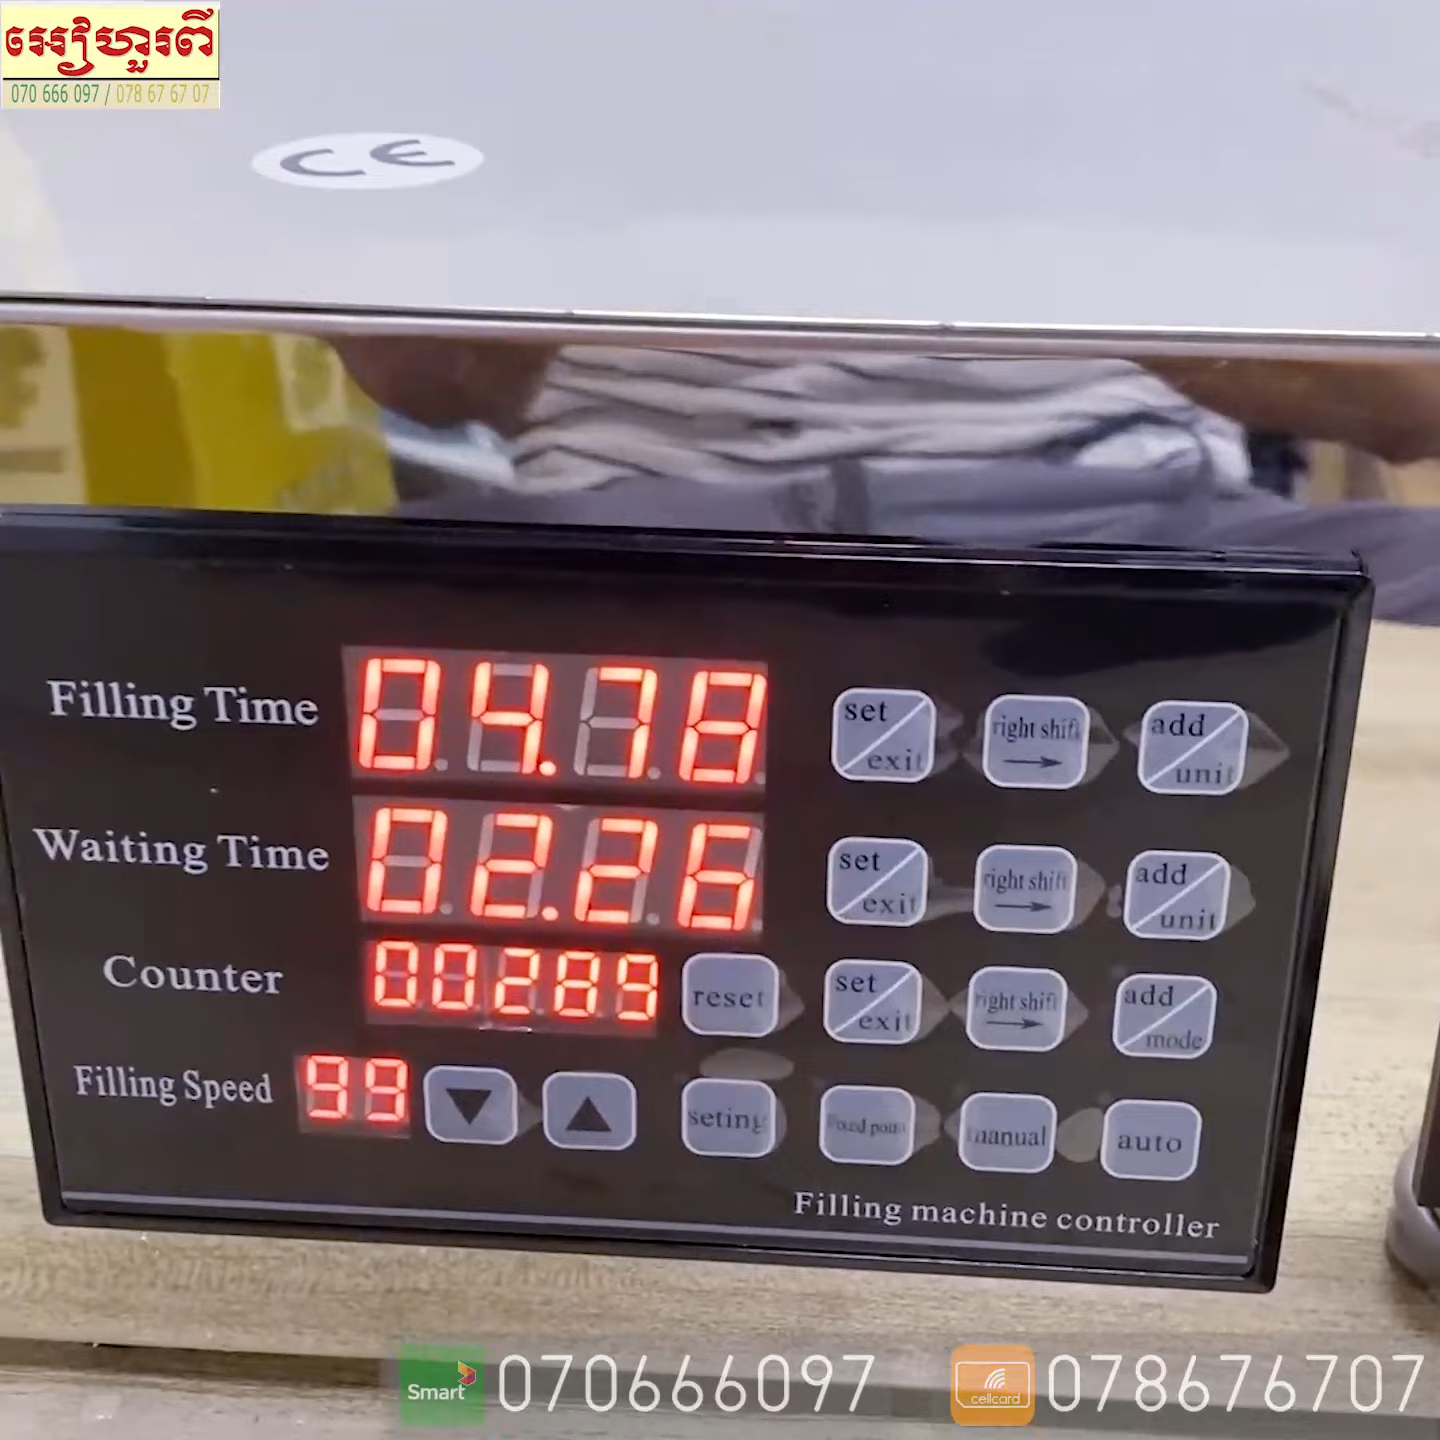 អៀហួរពី
070 666 097 / 078 67 67 07
CE
Filling Time 04.78 set exit right shift add unit
Waiting Time 02.26 set exit right shift add unit
Counter 00289 reset set exit right shift add mode
Filling Speed 99 seting manual auto
Filling machine controller
Smart 070666097 cellcard 078676707